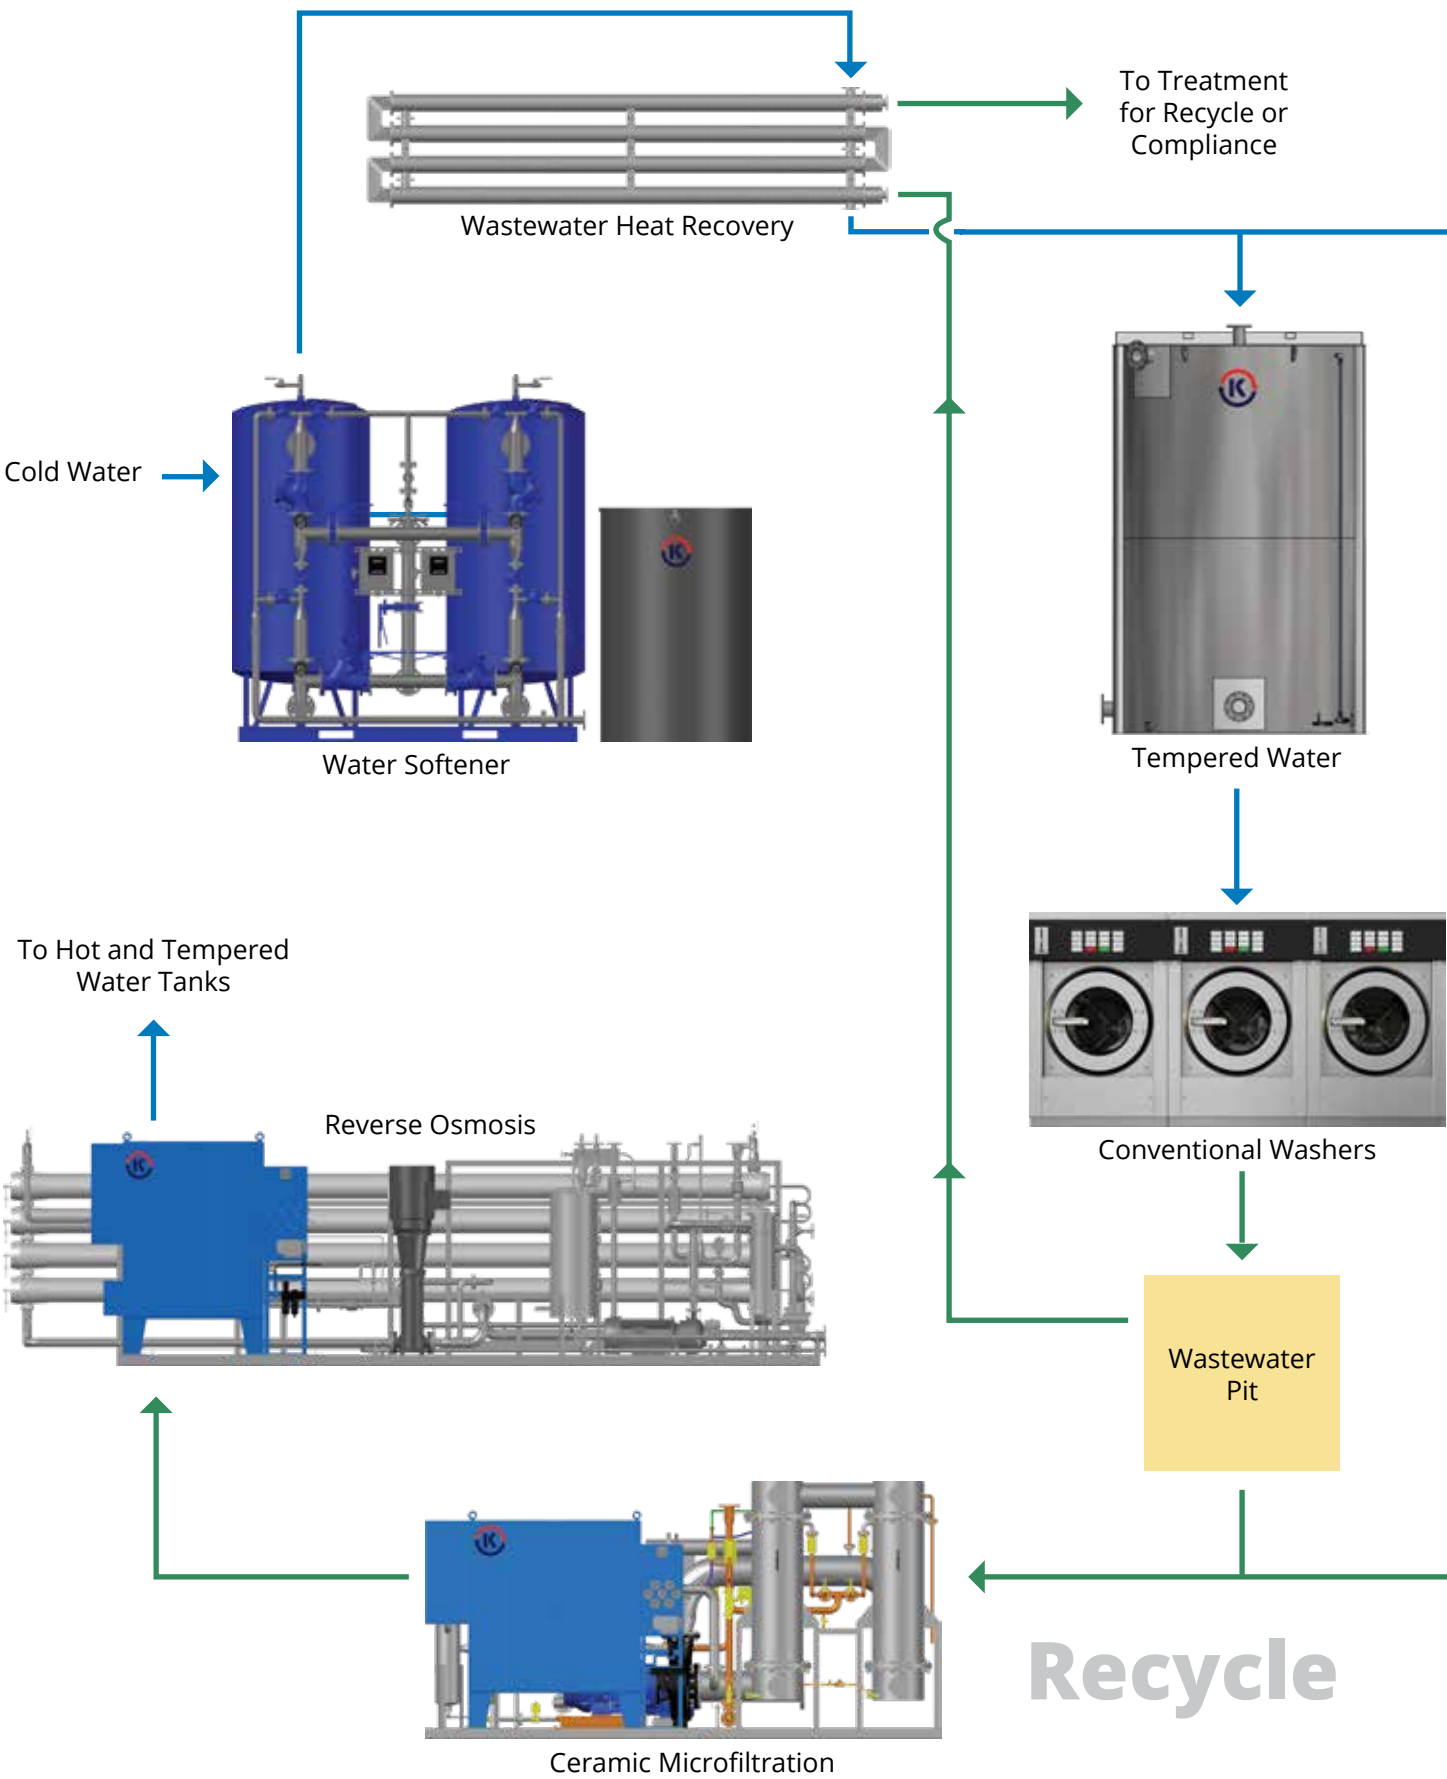 To Treatment
for Recycle or
Compliance
Wastewater Heat Recovery
Cold Water
K
K
Water Softener
Tempered Water
To Hot and Tempered
Water Tanks
Reverse Osmosis
K
Conventional Washers
Wastewater
Pit
K
Recycle
Ceramic Microfiltration